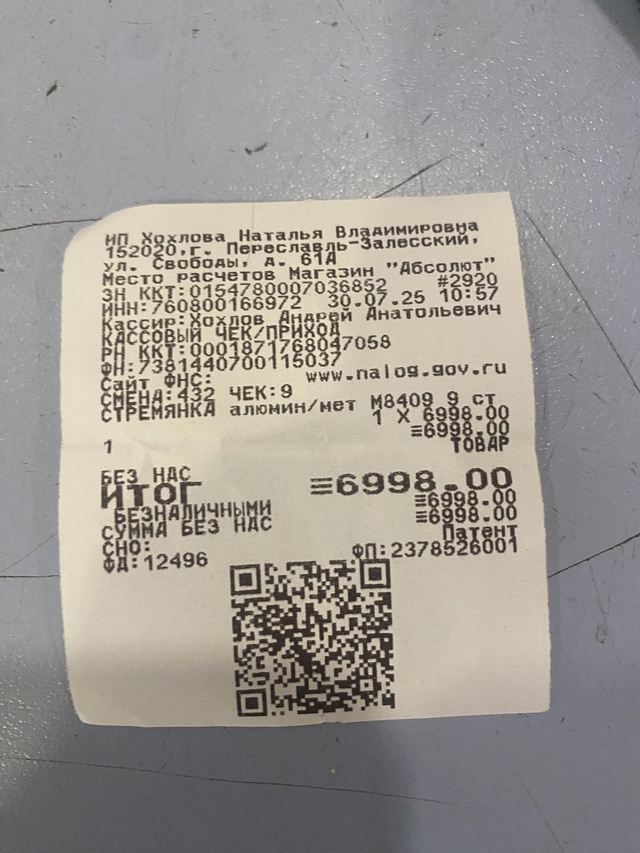 ИП Хохлова Наталья Владимировна
152020,г. Переславль-Залесский,
ул. Свободы, д. 61А
Место расчетов Магазин "Абсолют"
ЗН ККТ:0154780007036852 #2920
ИНН:760800166972 30.07.25 10:57
Кассир:Хохлов Андрей Анатольевич
КАССОВЫЙ ЧЕК/ПРИХОД
РН ККТ:0001871768047058
ФН:7381440700115037
Сайт ФНС: www.nalog.gov.ru
СМЕНА:432 ЧЕК:9
СТРЕМЯНКА алюмин/мет М8409 9 ст
1 X 6998.00
≡6998.00
1 ТОВАР
БЕЗ НДС
ИТОГ ≡6998.00
БЕЗНАЛИЧНЫМИ ≡6998.00
СУММА БЕЗ НДС ≡6998.00
СНО: Патент
ФД:12496 ФП:2378526001